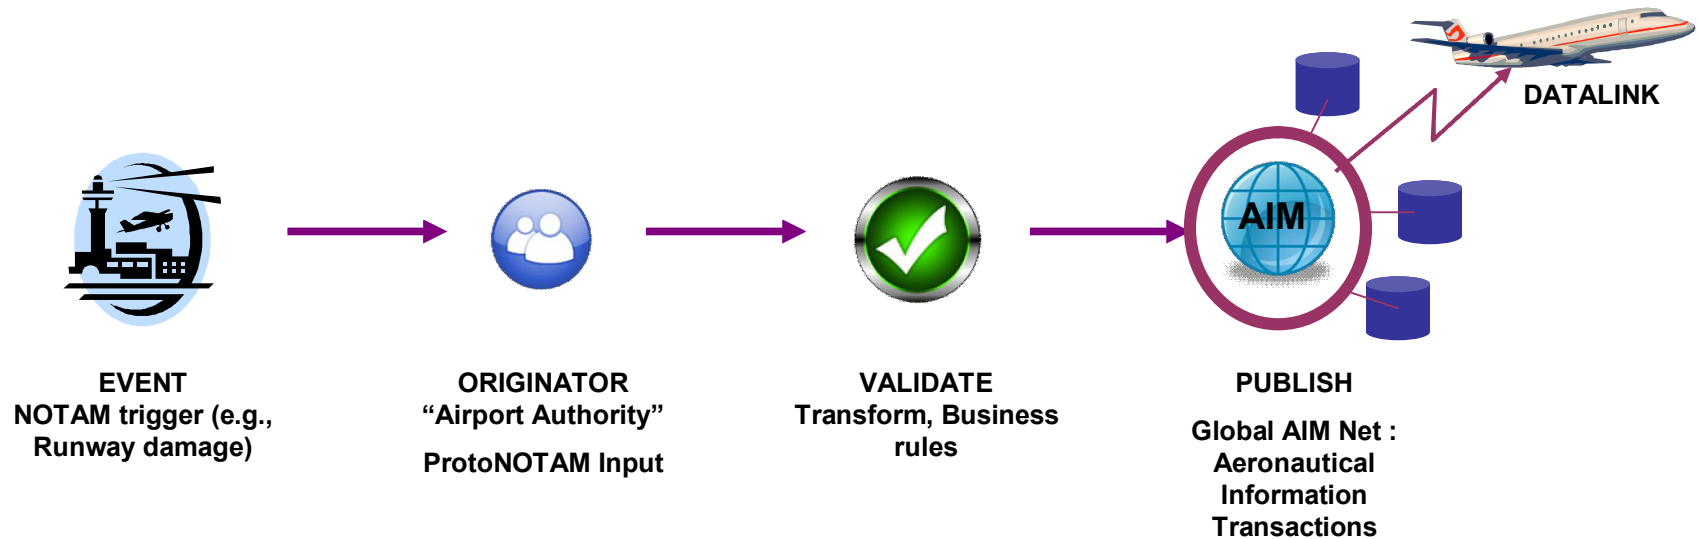 DATALINK
AIM
EVENT
NOTAM trigger (e.g.,
Runway damage)
ORIGINATOR
“Airport Authority”
ProtoNOTAM Input
VALIDATE
Transform, Business
rules
PUBLISH
Global AIM Net :
Aeronautical
Information
Transactions